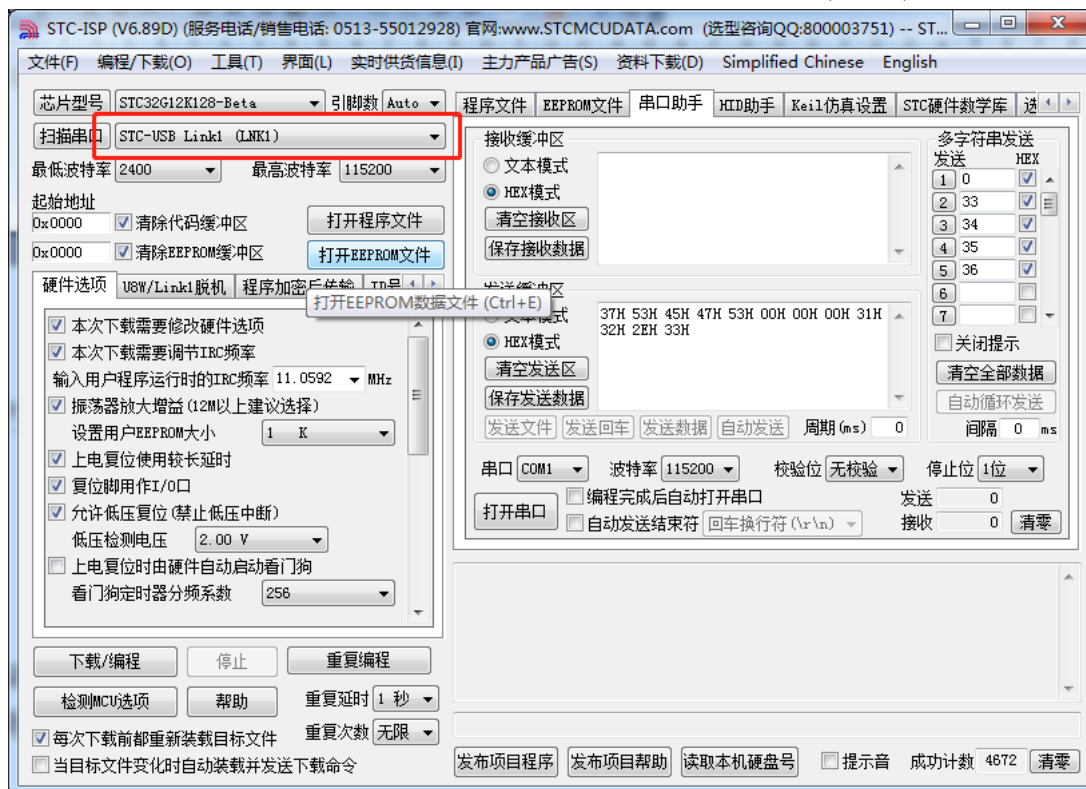 STC-ISP (V6.89D) (服务电话/销售电话: 0513-55012928) 官网:www.STCMCUDATA.com (选型咨询QQ:800003751) -- ST...
文件(F) 编程/下载(O) 工具(T) 界面(L) 实时供货信息(I) 主力产品广告(S) 资料下载(D) Simplified Chinese English
芯片型号 STC32G12K128-Beta 引脚数 Auto
扫描串口 STC-USB Link1 (LNK1)
最低波特率 2400 最高波特率 115200
起始地址
0x0000 清除代码缓冲区 打开程序文件
0x0000 清除EEPROM缓冲区 打开EEPROM文件
硬件选项 U8W/Link1脱机 程序加密后传输 ID号
打开EEPROM数据文件 (Ctrl+E)
本次下载需要修改硬件选项
本次下载需要调节IRC频率
输入用户程序运行时的IRC频率 11.0592 MHz
振荡器放大增益(12M以上建议选择)
设置用户EEPROM大小 1 K
上电复位使用较长延时
复位脚用作I/O口
允许低压复位(禁止低压中断)
低压检测电压 2.00 V
上电复位时由硬件自动启动看门狗
看门狗定时器分频系数 256
下载/编程 停止 重复编程
检测MCU选项 帮助 重复延时 1 秒
每次下载前都重新装载目标文件 重复次数 无限
当目标文件变化时自动装载并发送下载命令
程序文件 EEPROM文件 串口助手 HID助手 Keil仿真设置 STC硬件数学库
接收缓冲区
文本模式
HEX模式
清空接收区
保存接收数据
发送缓冲区
文本模式
HEX模式
清空发送区
保存发送数据
37H 53H 45H 47H 53H 00H 00H 00H 31H
32H 2EH 33H
发送文件 发送回车 发送数据 自动发送 周期(ms) 0
多字符串发送
发送 HEX
1 0
2 33
3 34
4 35
5 36
6
7
关闭提示
清空全部数据
自动循环发送
间隔 0 ms
串口 COM1 波特率 115200 校验位 无校验 停止位 1位
打开串口 编程完成后自动打开串口 发送 0
自动发送结束符 回车换行符(\r\n) 接收 0 清零
发布项目程序 发布项目帮助 读取本机硬盘号 提示音 成功计数 4672 清零